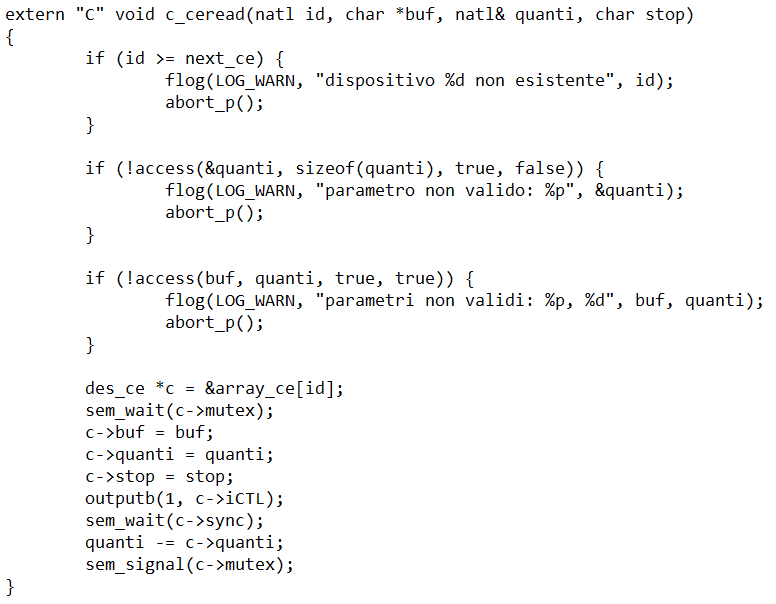 extern "C" void c_ceread(natl id, char *buf, natl& quanti, char stop)
{
        if (id >= next_ce) {
                flog(LOG_WARN, "dispositivo %d non esistente", id);
                abort_p();
        }

        if (!access(&quanti, sizeof(quanti), true, false)) {
                flog(LOG_WARN, "parametro non valido: %p", &quanti);
                abort_p();
        }

        if (!access(buf, quanti, true, true)) {
                flog(LOG_WARN, "parametri non validi: %p, %d", buf, quanti);
                abort_p();
        }

        des_ce *c = &array_ce[id];
        sem_wait(c->mutex);
        c->buf = buf;
        c->quanti = quanti;
        c->stop = stop;
        outputb(1, c->iCTL);
        sem_wait(c->sync);
        quanti -= c->quanti;
        sem_signal(c->mutex);
}